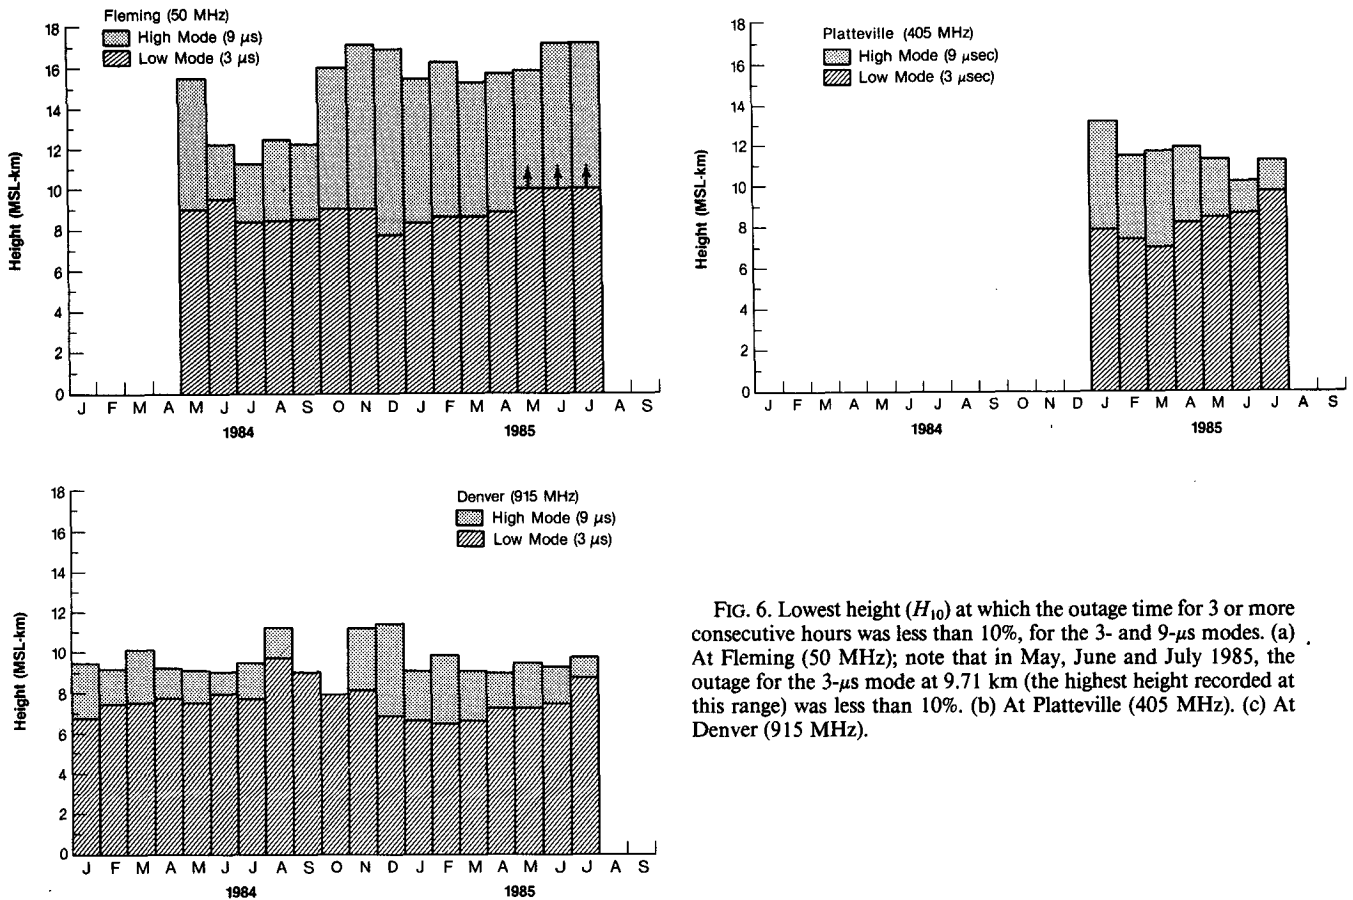 Fleming (50 MHz)
High Mode (9 μs)
Low Mode (3 μs)
18
16
14
12
10
8
6
4
2
0
Height (MSL-km)
J F M A M J J A S O N D J F M A M J J A S
1984 1985
Platteville (405 MHz)
High Mode (9 μsec)
Low Mode (3 μsec)
18
16
14
12
10
8
6
4
2
0
Height (MSL-km)
J F M A M J J A S O N D J F M A M J J A S
1984 1985
Denver (915 MHz)
High Mode (9 μs)
Low Mode (3 μs)
18
16
14
12
10
8
6
4
2
0
Height (MSL-km)
J F M A M J J A S O N D J F M A M J J A S
1984 1985
FIG. 6. Lowest height (H₁₀) at which the outage time for 3 or more
consecutive hours was less than 10%, for the 3- and 9-μs modes. (a)
At Fleming (50 MHz); note that in May, June and July 1985, the
outage for the 3-μs mode at 9.71 km (the highest height recorded at
this range) was less than 10%. (b) At Platteville (405 MHz). (c) At
Denver (915 MHz).